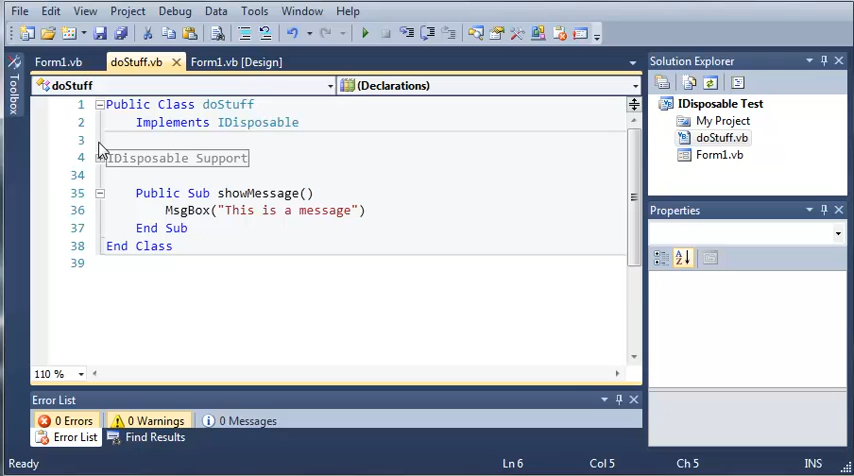 File Edit View Project Debug Data Tools Window Help
Form1.vb doStuff.vb Form1.vb [Design]
Toolbox
doStuff (Declarations)
1 Public Class doStuff
2 Implements IDisposable
3
4 IDisposable Support
34
35 Public Sub showMessage()
36 MsgBox("This is a message")
37 End Sub
38 End Class
39
110 %
Solution Explorer
IDisposable Test
My Project
doStuff.vb
Form1.vb
Properties
Error List
0 Errors 0 Warnings 0 Messages
Error List Find Results
Ready Ln 6 Col 5 Ch 5 INS